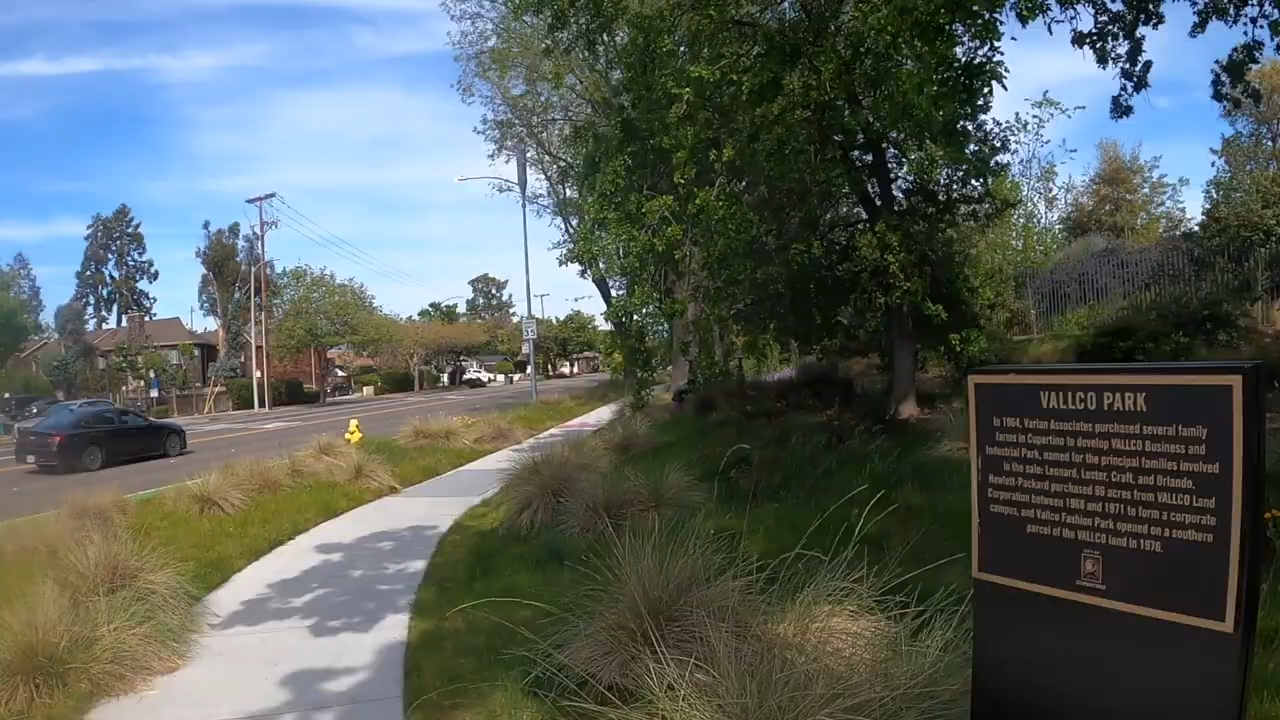 VALLCO PARK
In 1964, Varian Associates purchased several family
farms in Cupertino to develop VALLCO Business and
Industrial Park, named for the principal families involved
in the sale: Leonard, Lester, Craft, and Orlando.
Hewlett-Packard purchased 96 acres from VALLCO Land
Corporation between 1968 and 1971 to form a corporate
campus, and Vallco Fashion Park opened on a southern
parcel of the VALLCO land in 1976.
CITY OF
CUPERTINO